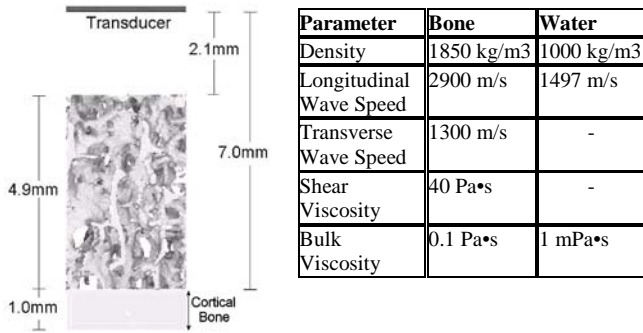 Transducer
2.1mm
7.0mm
4.9mm
1.0mm
Cortical
Bone
Parameter Bone Water
Density 1850 kg/m3 1000 kg/m3
Longitudinal 2900 m/s 1497 m/s
Wave Speed
Transverse 1300 m/s -
Wave Speed
Shear 40 Pa•s -
Viscosity
Bulk 0.1 Pa•s 1 mPa•s
Viscosity